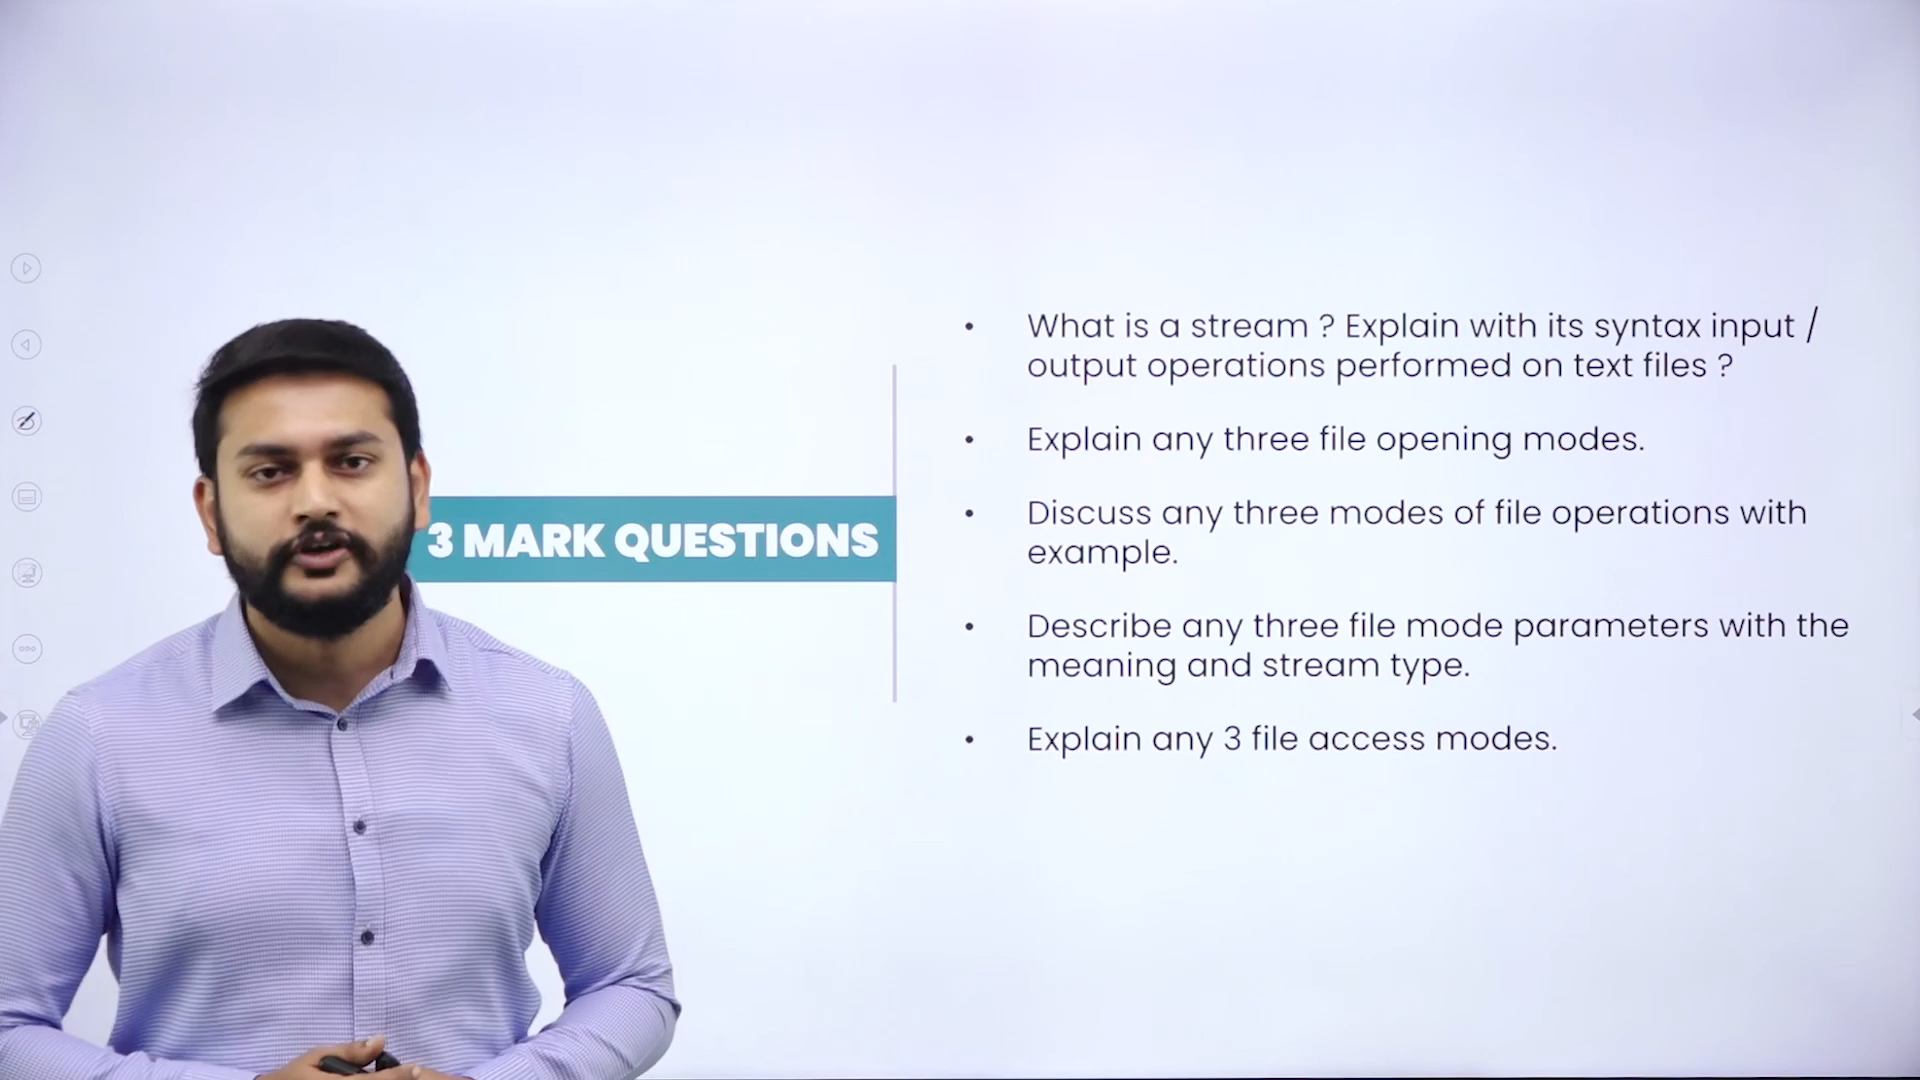 3 MARK QUESTIONS
• What is a stream ? Explain with its syntax input /
output operations performed on text files ?
• Explain any three file opening modes.
• Discuss any three modes of file operations with
example.
• Describe any three file mode parameters with the
meaning and stream type.
• Explain any 3 file access modes.